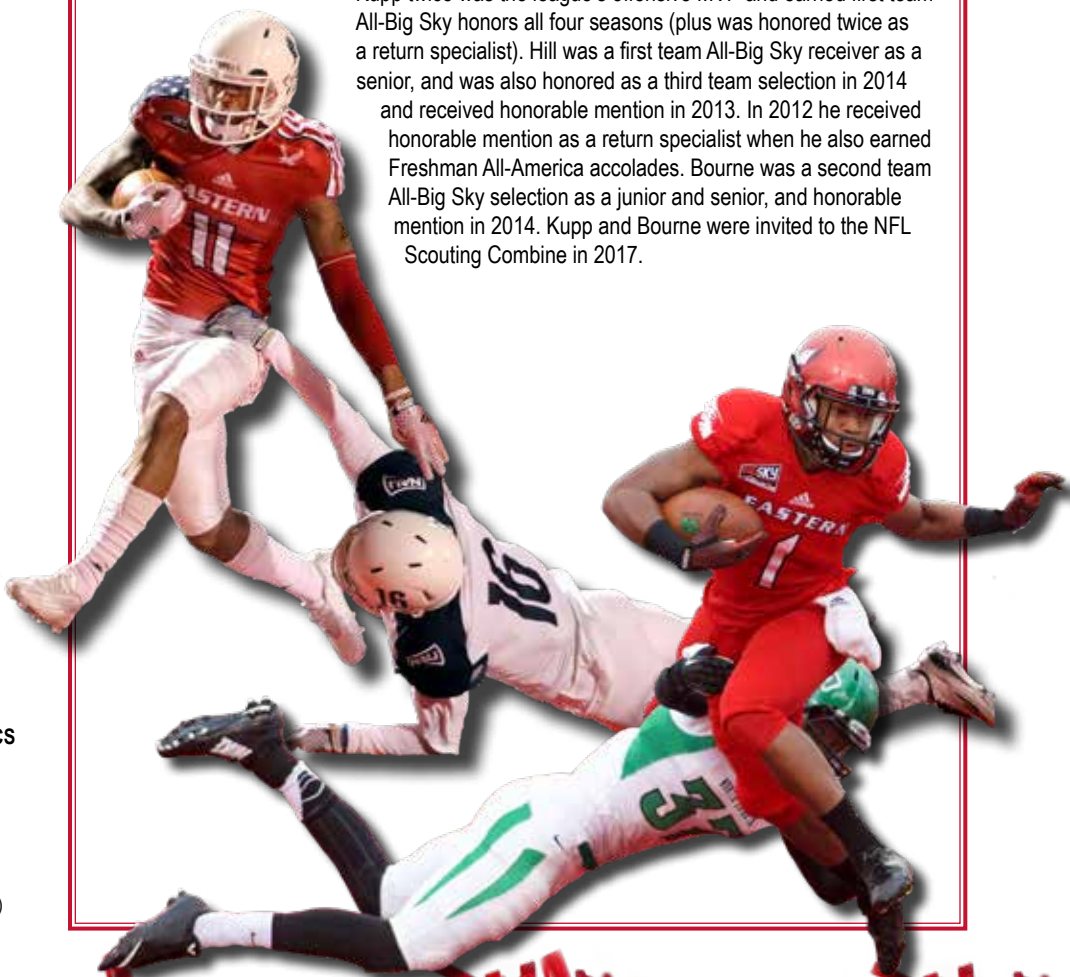 All-Big Sky honors all four seasons (plus was honored twice as
a return specialist). Hill was a first team All-Big Sky receiver as a
senior, and was also honored as a third team selection in 2014
and received honorable mention in 2013. In 2012 he received
honorable mention as a return specialist when he also earned
Freshman All-America accolades. Bourne was a second team
All-Big Sky selection as a junior and senior, and honorable
mention in 2014. Kupp and Bourne were invited to the NFL
Scouting Combine in 2017.
EASTERN
11
16
16
SKY
EASTERN
1
cs
)